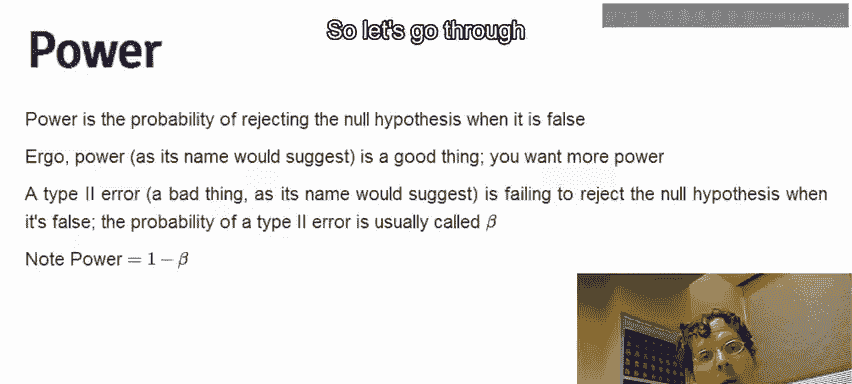 So let's go through
Power
Power is the probability of rejecting the null hypothesis when it is false
Ergo, power (as its name would suggest) is a good thing; you want more power
A type II error (a bad thing, as its name would suggest) is failing to reject the null hypothesis when
it's false; the probability of a type II error is usually called β
Note Power = 1 − β